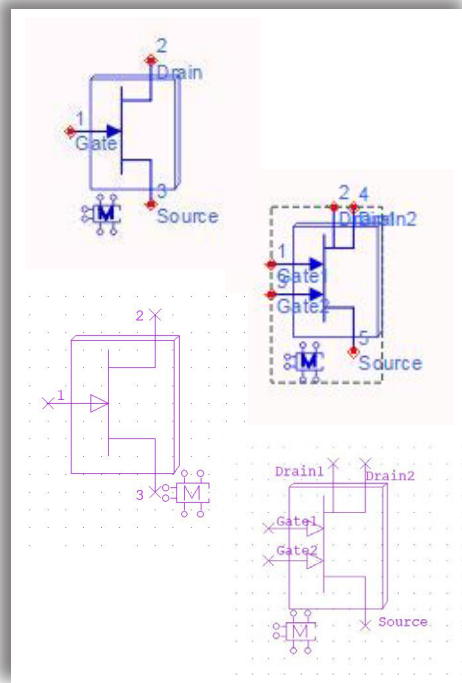 2
Drain
1
Gate
3
Source
M
2 4
Drain2
1
Gate1
3
Gate2
5
Source
M
2
1
3
M
Drain1
Drain2
Gate1
Gate2
Source
M